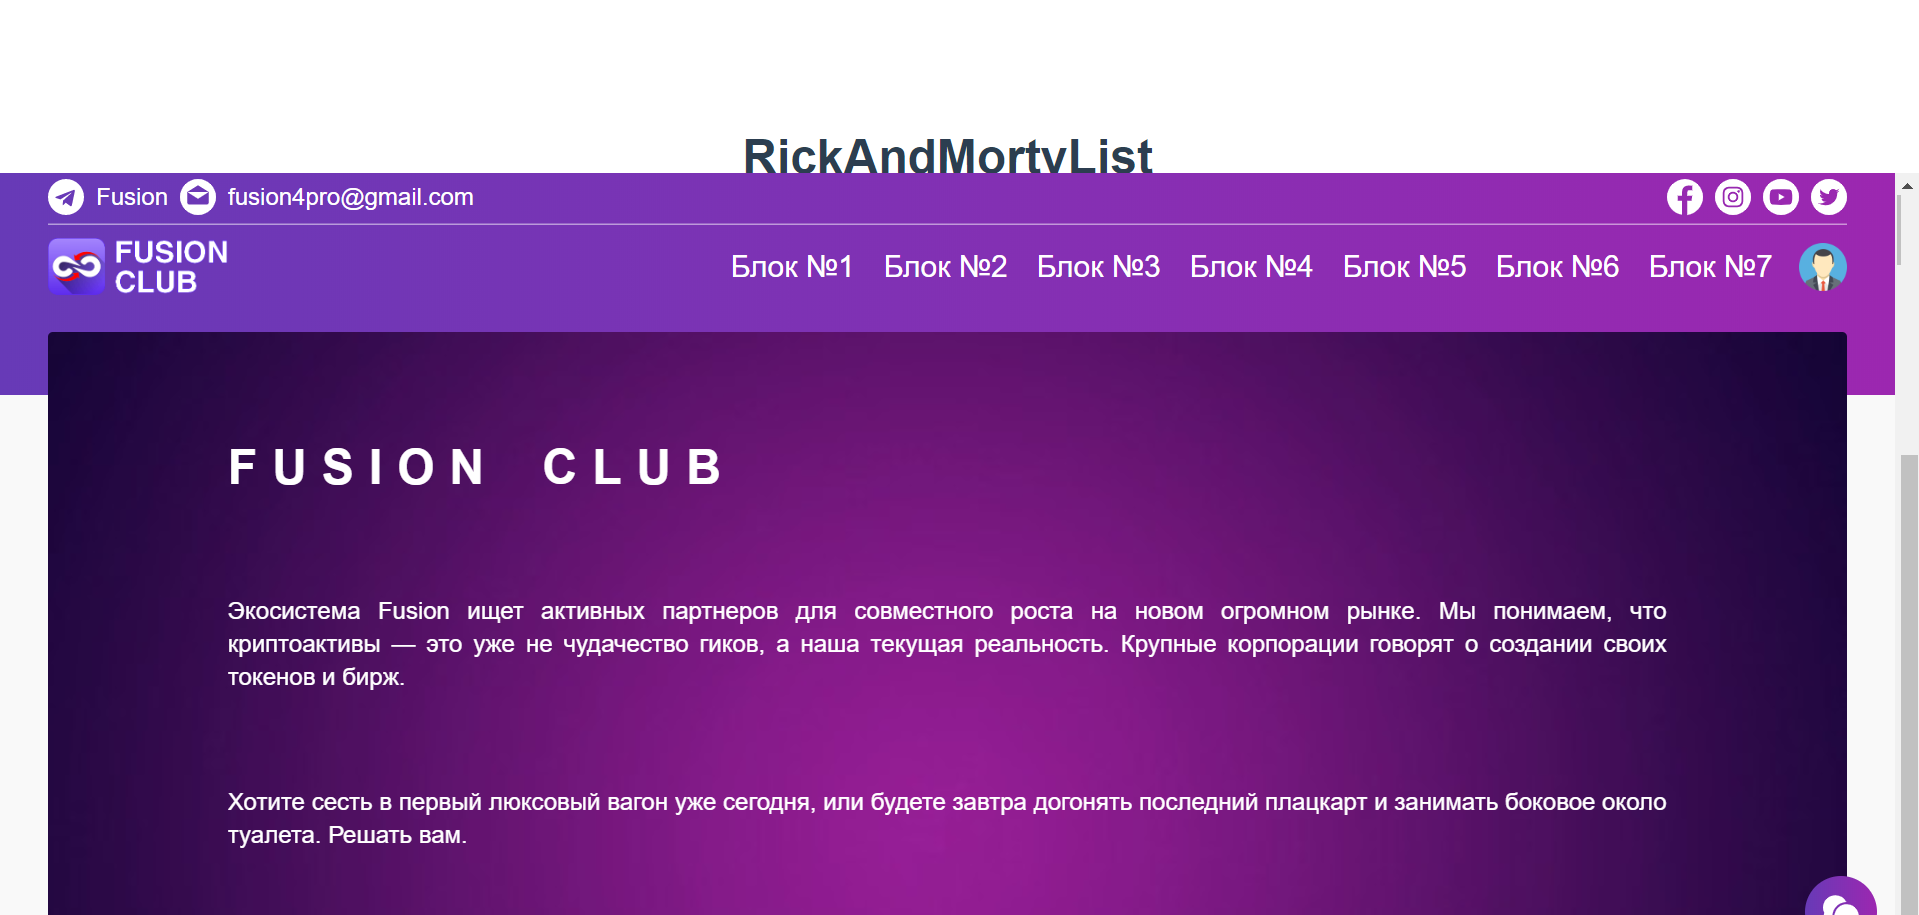 RickAndMortyList
Fusion fusion4pro@gmail.com
FUSION
CLUB
Блок №1 Блок №2 Блок №3 Блок №4 Блок №5 Блок №6 Блок №7
FUSION CLUB
Экосистема Fusion ищет активных партнеров для совместного роста на новом огромном рынке. Мы понимаем, что
криптоактивы — это уже не чудачество гиков, а наша текущая реальность. Крупные корпорации говорят о создании своих
токенов и бирж.
Хотите сесть в первый люксовый вагон уже сегодня, или будете завтра догонять последний плацкарт и занимать боковое около
туалета. Решать вам.